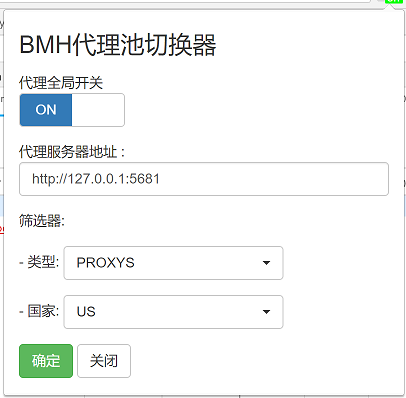 BMH代理池切换器
代理全局开关
ON
代理服务器地址 :
http://127.0.0.1:5681
筛选器:
- 类型: PROXYS
- 国家: US
确定 关闭